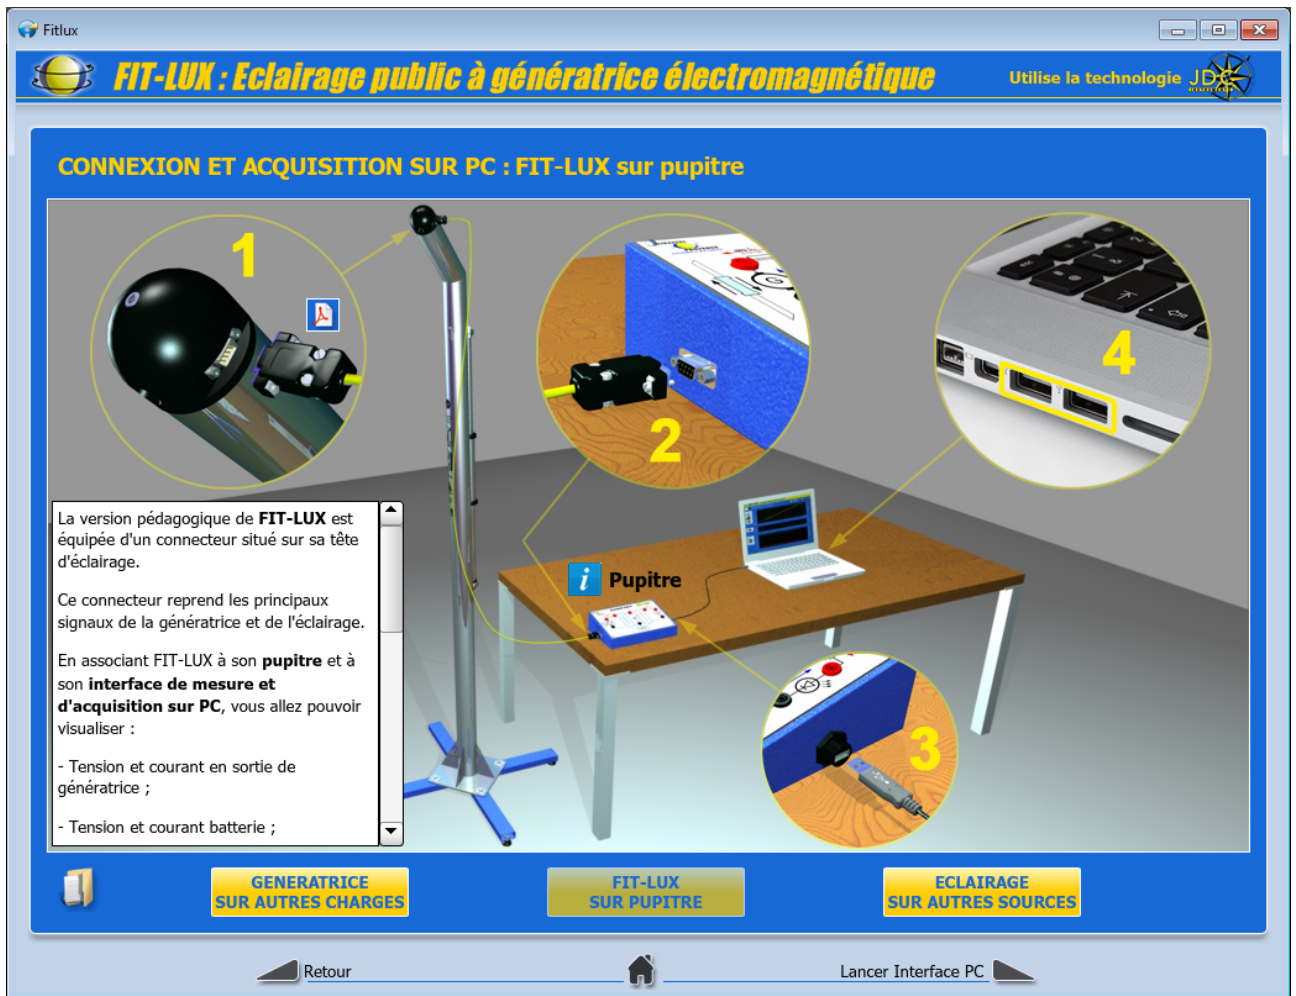 Fitlux
FIT-LUX : Eclairage public à génératrice électromagnétique
Utilise la technologie JDC
CONNEXION ET ACQUISITION SUR PC : FIT-LUX sur pupitre
1
2
4
La version pédagogique de FIT-LUX est
équipée d'un connecteur situé sur sa tête
d'éclairage.
Ce connecteur reprend les principaux
signaux de la génératrice et de l'éclairage.
En associant FIT-LUX à son pupitre et à
son interface de mesure et
d'acquisition sur PC, vous allez pouvoir
visualiser :
- Tension et courant en sortie de
génératrice ;
- Tension et courant batterie ;
i Pupitre
3
GENERATRICE
SUR AUTRES CHARGES
FIT-LUX
SUR PUPITRE
ECLAIRAGE
SUR AUTRES SOURCES
Retour
Lancer Interface PC